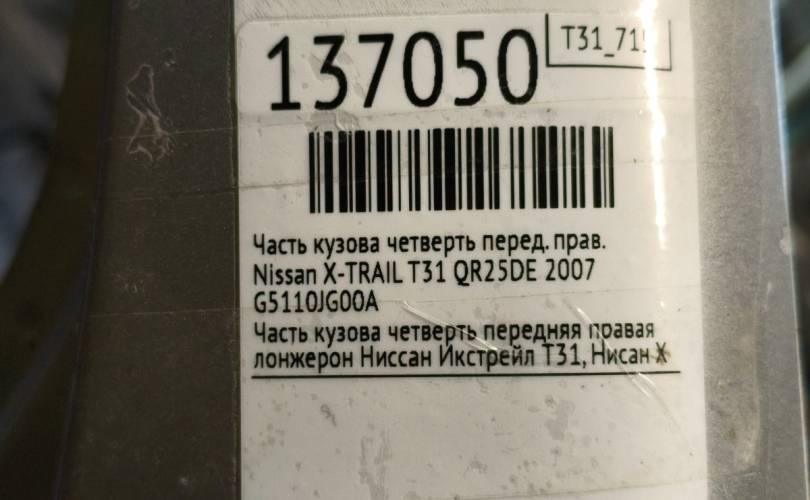 137050
T31_71
Часть кузова четверть перед. прав.
Nissan X-TRAIL T31 QR25DE 2007
G5110JG00A
Часть кузова четверть передняя правая
лонжерон Ниссан Икстрейл Т31, Нисан Х